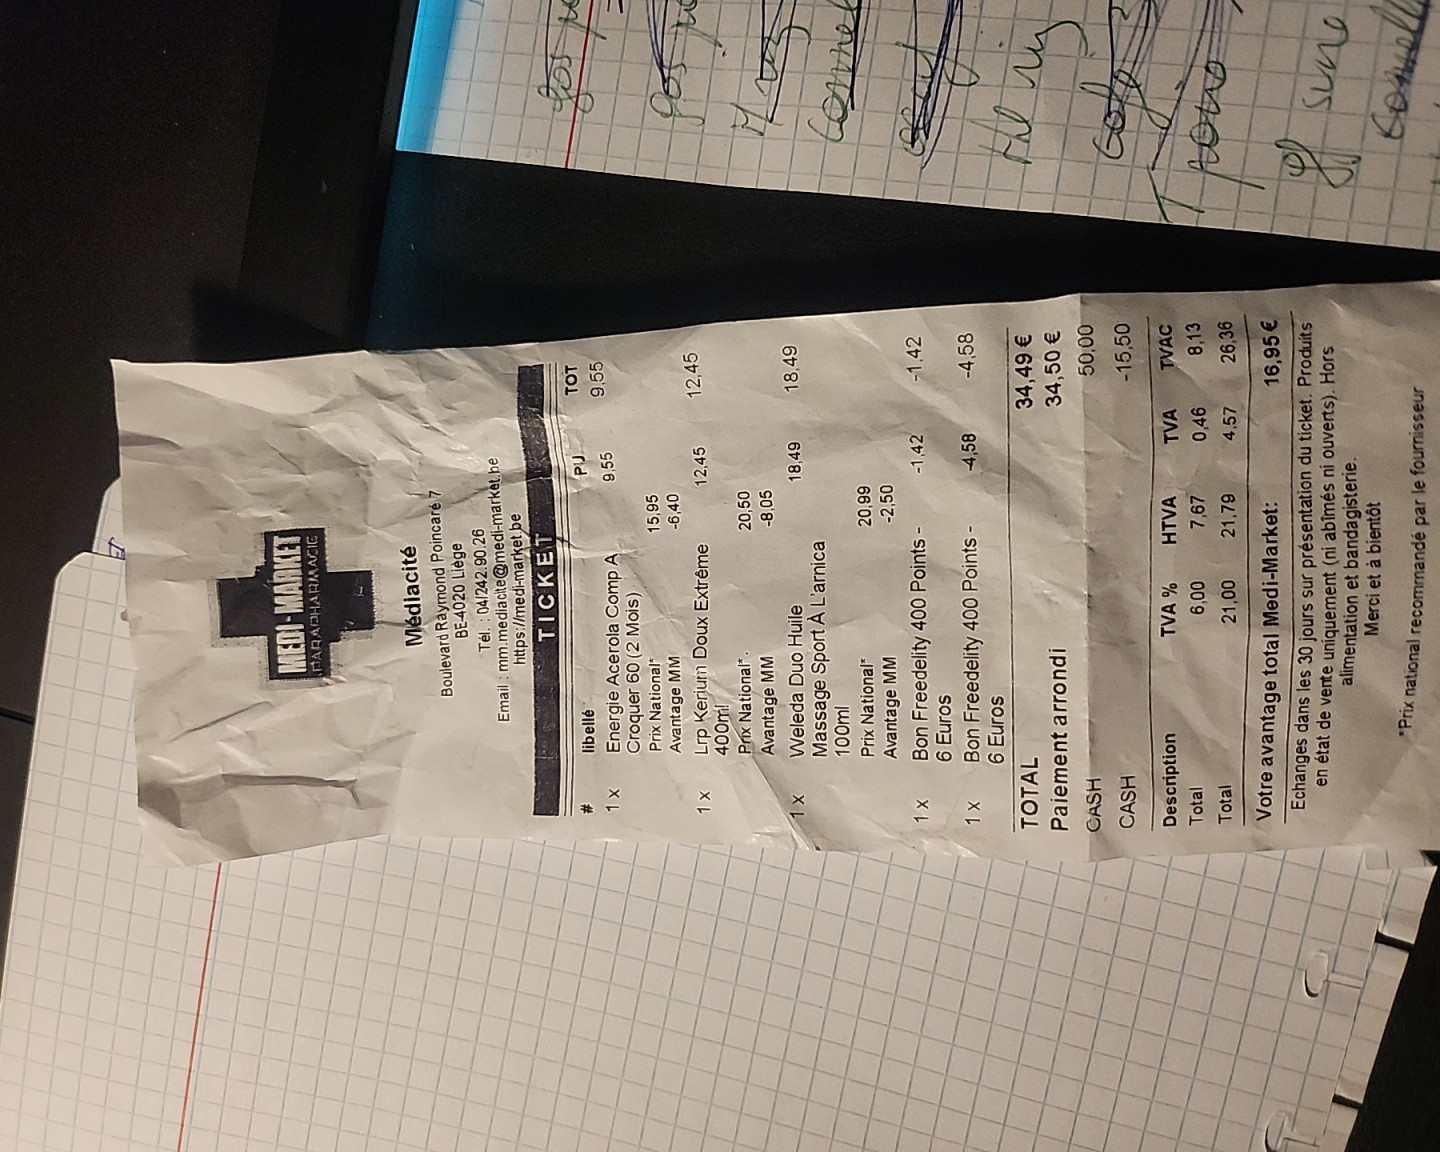 MEDI-MARKET
PARAPHARMACIE
Médiacité
Boulevard Raymond Poincaré 7
BE-4020 Liège
Tél. : 04/242.90.26
Email : mm.mediacite@medi-market.be
https://medi-market.be
TICKET
# libellé PU TOT
1 x Energie Acerola Comp A 9,55 9,55
Croquer 60 (2 Mois)
Prix National* 15,95
Avantage MM -6,40
1 x Lrp Kerium Doux Extrême 12,45 12,45
400ml
Prix National*. 20,50
Avantage MM -8,05
1 x Weleda Duo Huile 18,49 18,49
Massage Sport A L'arnica
100ml
Prix National* 20,99
Avantage MM -2,50
1 x Bon Freedelity 400 Points - -1,42 -1,42
6 Euros
1 x Bon Freedelity 400 Points - -4,58 -4,58
6 Euros
TOTAL 34,49 €
Paiement arrondi 34,50 €
CASH 50,00
CASH -15,50
Description TVA % HTVA TVA TVAC
Total 6,00 7,67 0,46 8,13
Total 21,00 21,79 4,57 26,36
Votre avantage total Medi-Market: 16,95 €
Echanges dans les 30 jours sur présentation du ticket. Produits
en état de vente uniquement (ni abimés ni ouverts). Hors
alimentation et bandagisterie.
Merci et à bientôt
*Prix national recommandé par le fournisseur